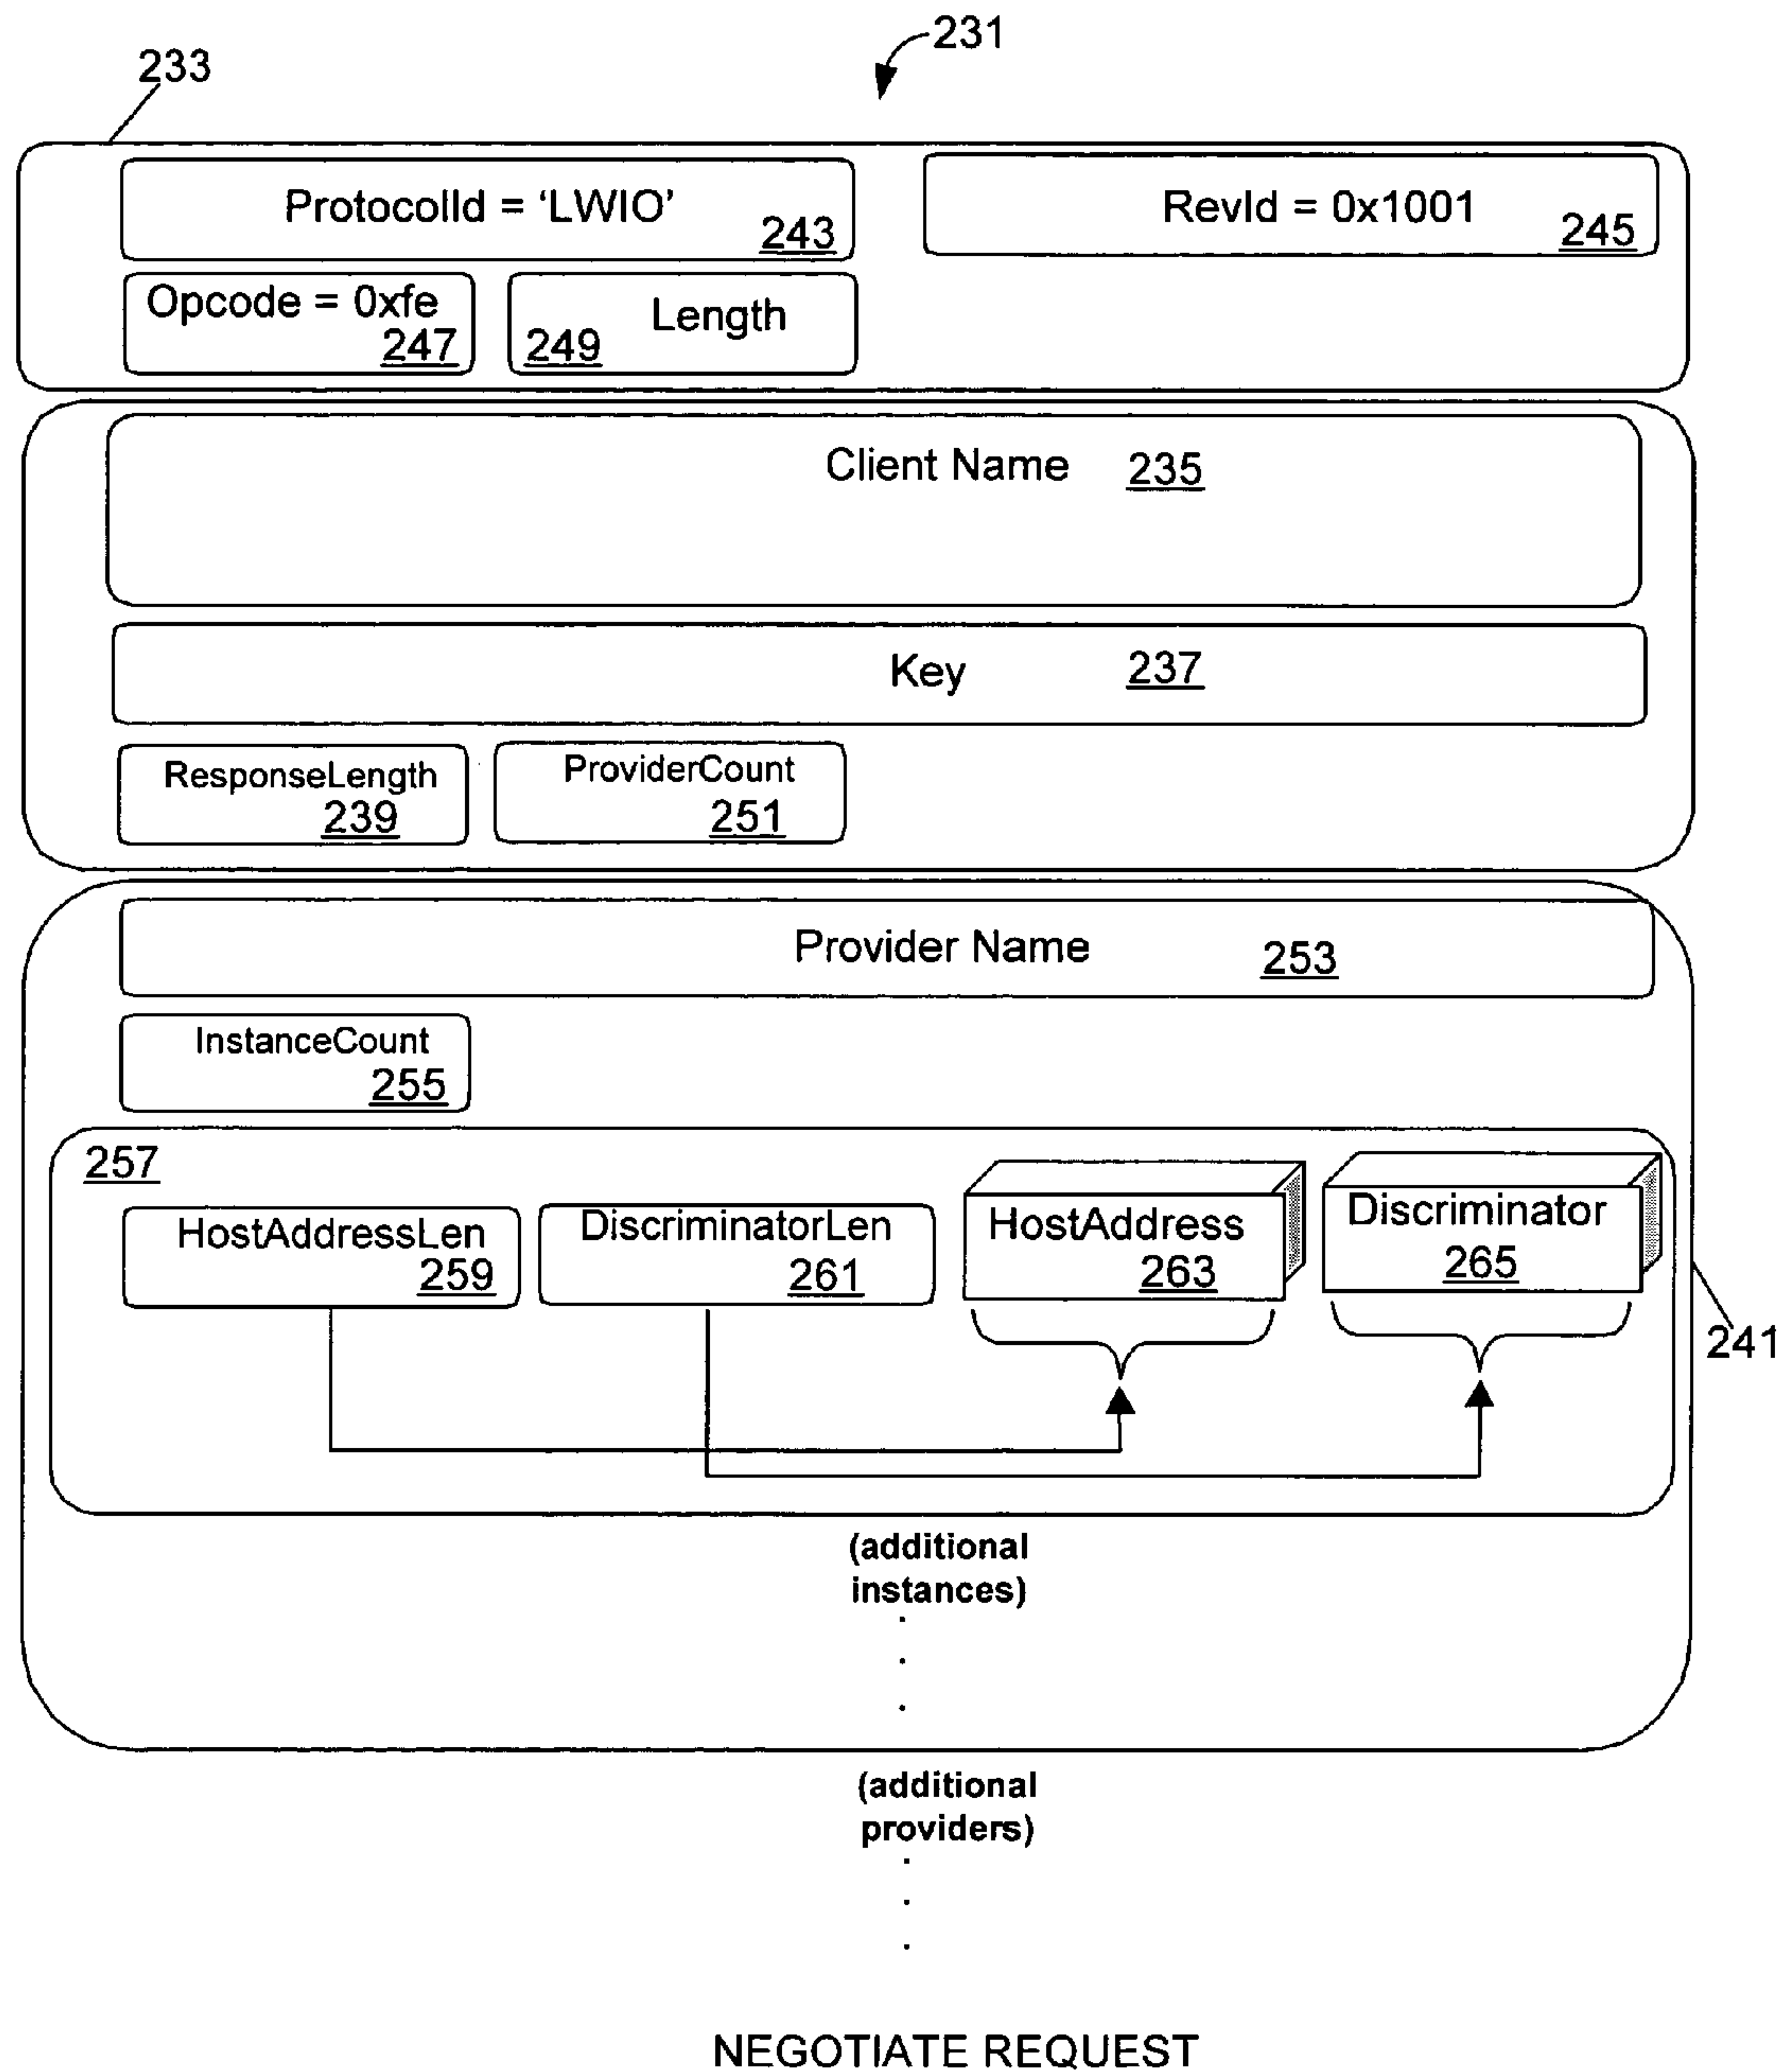 231
233
ProtocolId = ‘LWIO’
243
RevId = 0x1001
245
Opcode = 0xfe
247
249
Length
Client Name 235
Key 237
ResponseLength
239
ProviderCount
251
Provider Name 253
InstanceCount
255
257
HostAddressLen
259
DiscriminatorLen
261
HostAddress
263
Discriminator
265
241
(additional
instances)
.
.
.
(additional
providers)
.
.
.
NEGOTIATE REQUEST